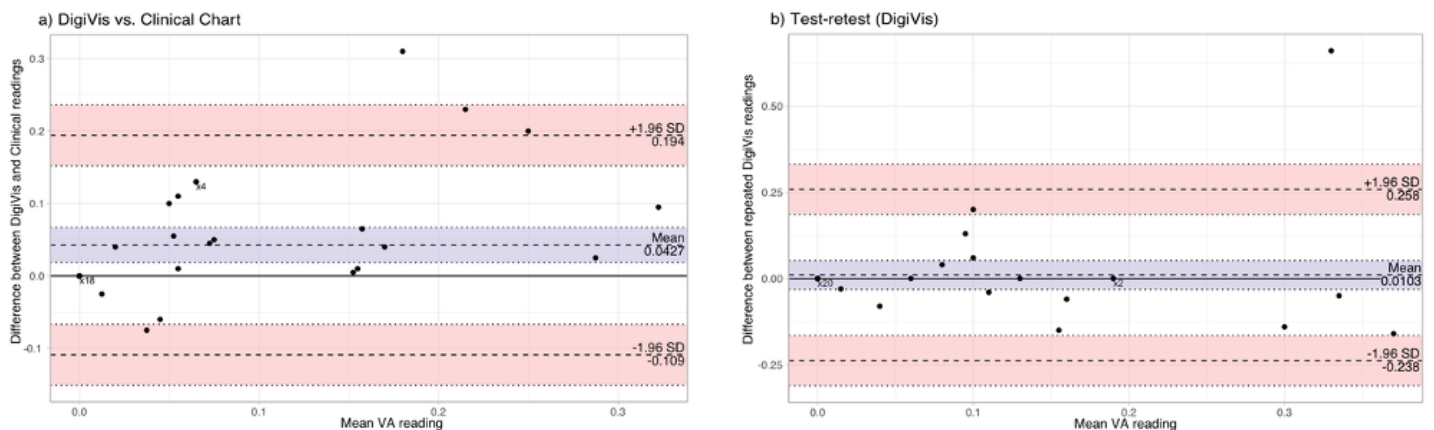 a) DigiVis vs. Clinical Chart
Difference between DigiVis and Clinical readings
0.3
0.2
0.1
0.0
-0.1
+1.96 SD
0.194
x4
Mean
0.0427
x18
-1.96 SD
-0.109
0.0 0.1 0.2 0.3
Mean VA reading
b) Test-retest (DigiVis)
Difference between repeated DigiVis readings
0.50
0.25
0.00
-0.25
+1.96 SD
0.258
Mean
0.0103
x20
x2
-1.96 SD
-0.238
0.0 0.1 0.2 0.3
Mean VA reading